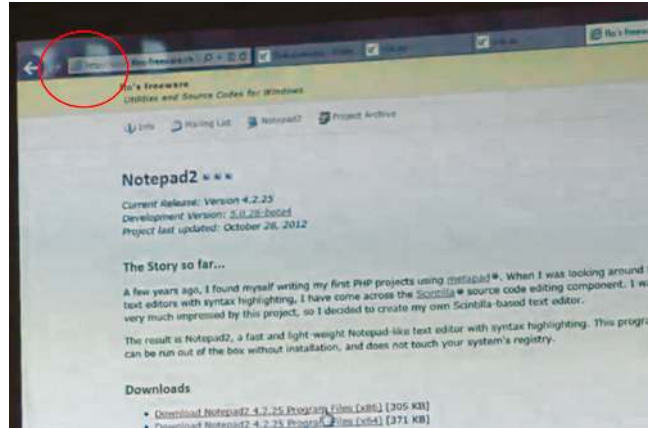 flo's freeware
Utilities and Source Codes for Windows
Info Mailing List Notepad2 Project Archive
Notepad2
Current Release: Version 4.2.25
Development Version: 5.0.26-beta4
Project last updated: October 26, 2012
The Story so far...
A few years ago, I found myself writing my first PHP projects using metapad. When I was looking around
text editors with syntax highlighting, I have come across the Scintilla source code editing component. I wa
very much impressed by this project, so I decided to create my own Scintilla-based text editor.
The result is Notepad2, a fast and light-weight Notepad-like text editor with syntax highlighting. This progra
can be run out of the box without installation, and does not touch your system's registry.
Downloads
Download Notepad2 4.2.25 Program Files (x86) [305 KB]
Download Notepad2 4.2.25 Program Files (x64) [371 KB]